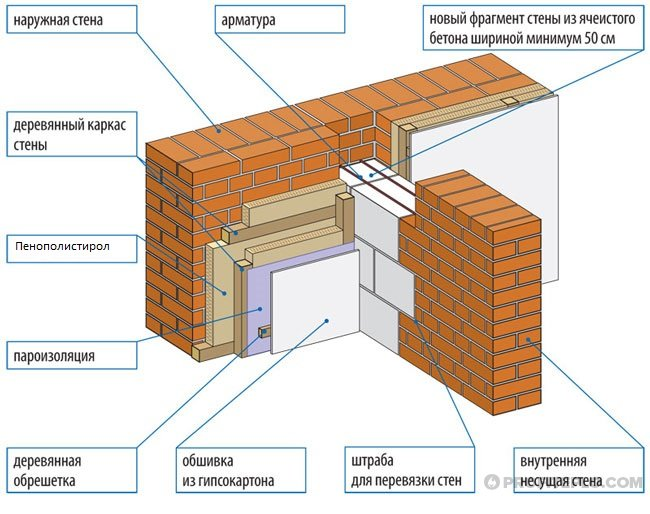 наружная стена
арматура
новый фрагмент стены из ячеистого
бетона шириной минимум 50 см
деревянный каркас
стены
Пенополистирол
пароизоляция
деревянная
обрешетка
обшивка
из гипсокартона
штраба
для перевязки стен
внутренняя
несущая стена